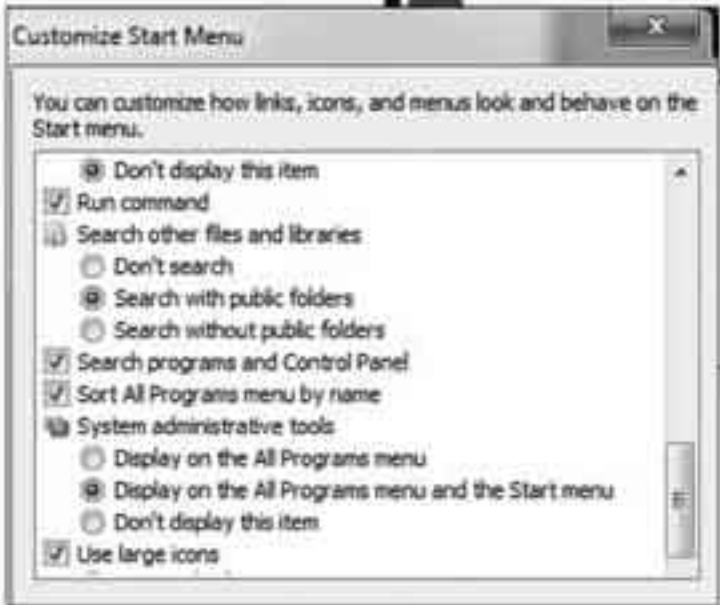 Customize Start Menu
You can customize how links, icons, and menus look and behave on the
Start menu.
Don't display this item
Run command
Search other files and libraries
Don't search
Search with public folders
Search without public folders
Search programs and Control Panel
Sort All Programs menu by name
System administrative tools
Display on the All Programs menu
Display on the All Programs menu and the Start menu
Don't display this item
Use large icons